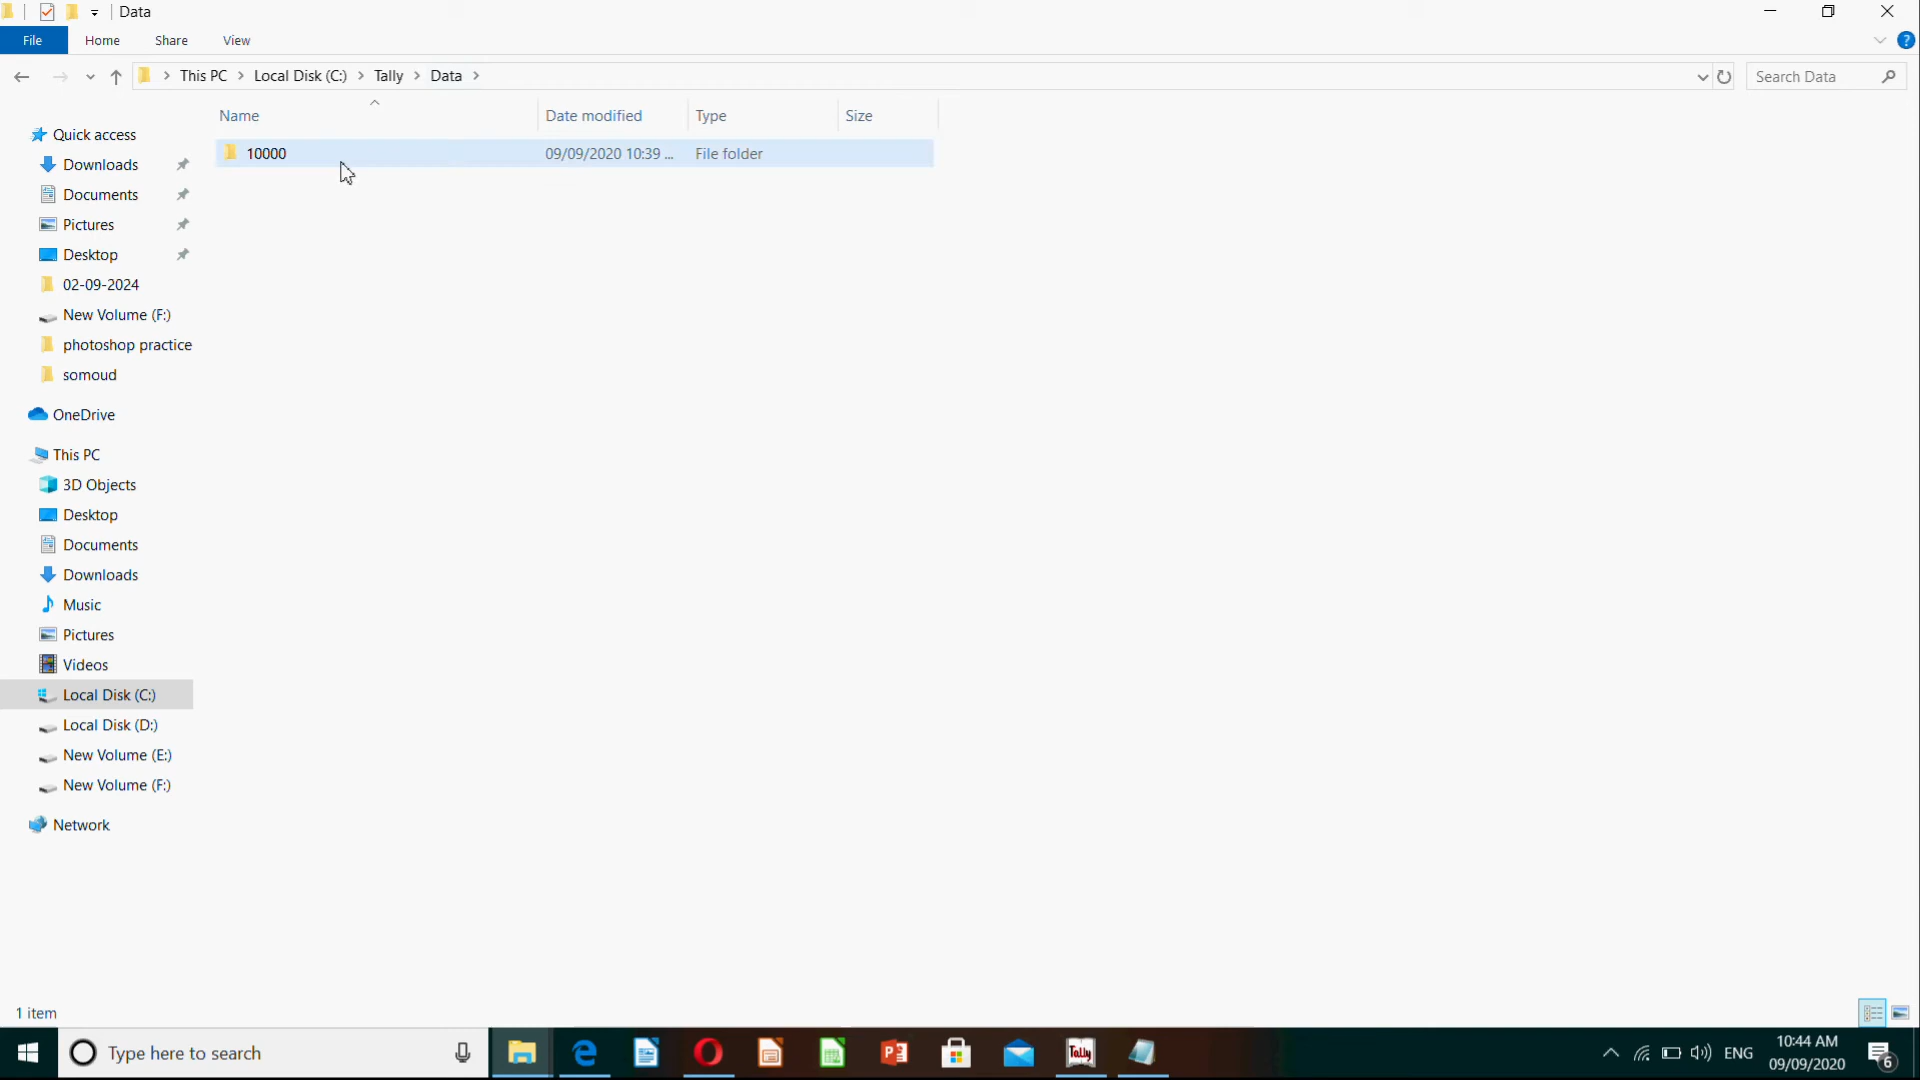 Data
File Home Share View
This PC Local Disk (C:) Tally Data Search Data
Name Date modified Type Size
10000 09/09/2020 10:39 ... File folder
Quick access
Downloads
Documents
Pictures
Desktop
02-09-2024
New Volume (F:)
photoshop practice
somoud
OneDrive
This PC
3D Objects
Desktop
Documents
Downloads
Music
Pictures
Videos
Local Disk (C:)
Local Disk (D:)
New Volume (E:)
New Volume (F:)
Network
1 item
Type here to search Tally ENG 10:44 AM 6
09/09/2020